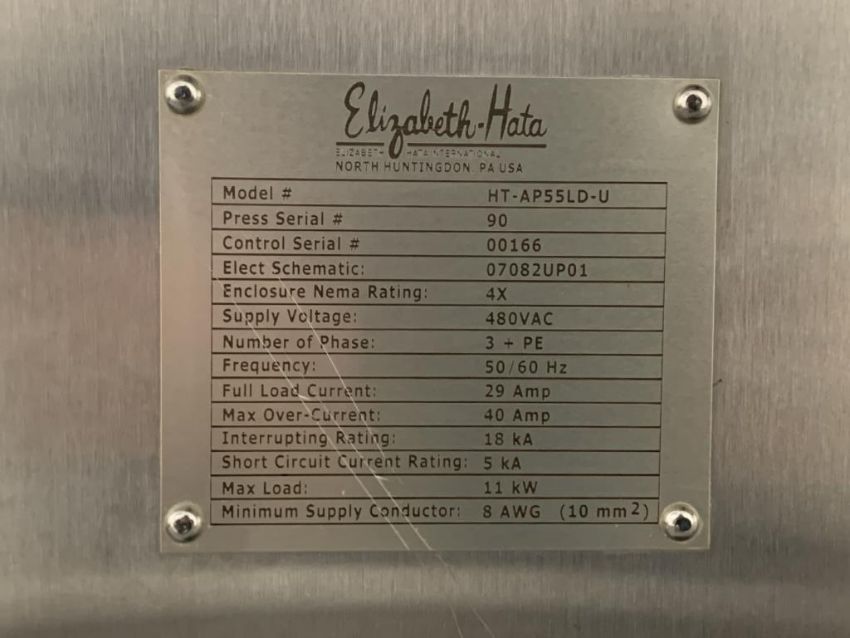 Elizabeth-Hata
ELIZABETH HATA INTERNATIONAL
NORTH HUNTINGDON, PA USA
Model # HT-AP55LD-U
Press Serial # 90
Control Serial # 00166
Elect Schematic: 07082UP01
Enclosure Nema Rating: 4X
Supply Voltage: 480VAC
Number of Phase: 3 + PE
Frequency: 50/60 Hz
Full Load Current: 29 Amp
Max Over-Current: 40 Amp
Interrupting Rating: 18 kA
Short Circuit Current Rating: 5 kA
Max Load: 11 kW
Minimum Supply Conductor: 8 AWG (10 mm²)